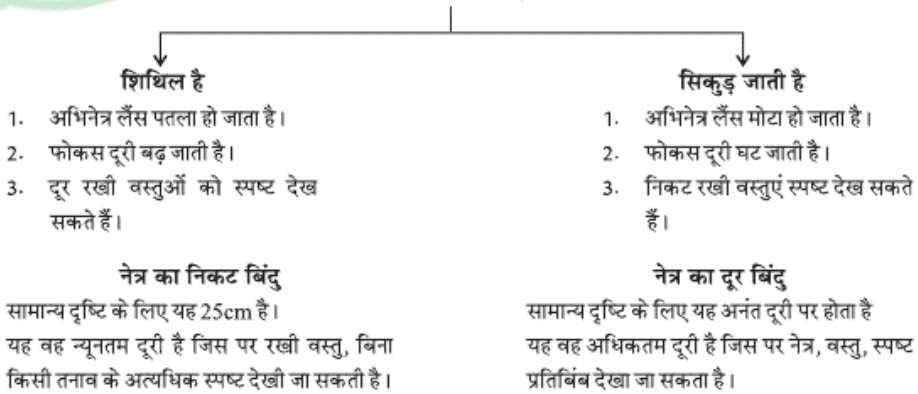 शिथिल है
1. अभिनेत्र लैंस पतला हो जाता है।
2. फोकस दूरी बढ़ जाती है।
3. दूर रखी वस्तुओं को स्पष्ट देख
सकते हैं।
सिकुड़ जाती है
1. अभिनेत्र लैंस मोटा हो जाता है।
2. फोकस दूरी घट जाती है।
3. निकट रखी वस्तुएं स्पष्ट देख सकते
हैं।
नेत्र का निकट बिंदु
सामान्य दृष्टि के लिए यह 25cm है।
यह वह न्यूनतम दूरी है जिस पर रखी वस्तु, बिना
किसी तनाव के अत्यधिक स्पष्ट देखी जा सकती है।
नेत्र का दूर बिंदु
सामान्य दृष्टि के लिए यह अनंत दूरी पर होता है
यह वह अधिकतम दूरी है जिस पर नेत्र, वस्तु, स्पष्ट
प्रतिबिंब देखा जा सकता है।